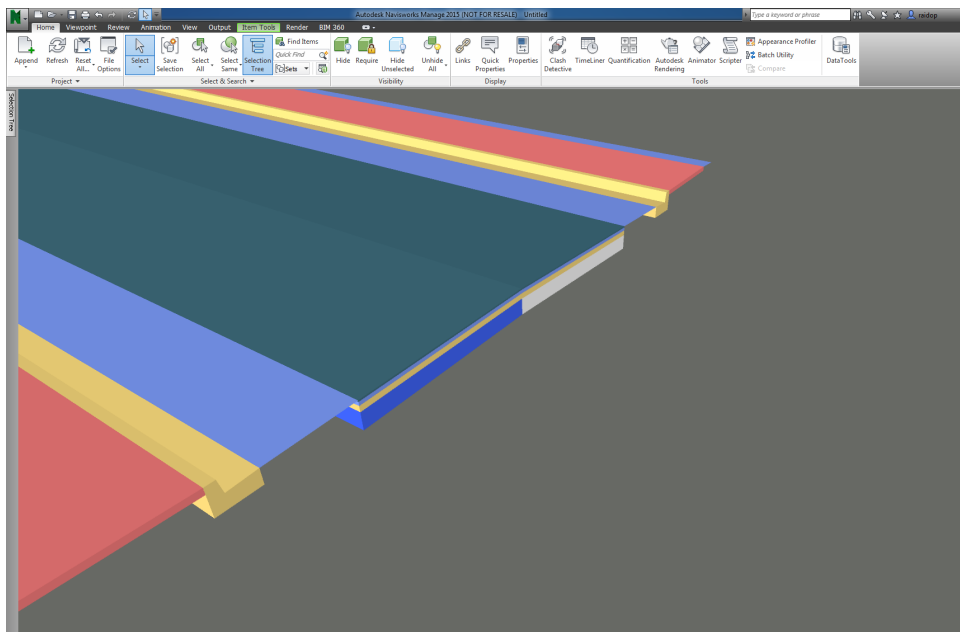 Autodesk Navisworks Manage 2015 (NOT FOR RESALE) Untitled
Type a keyword or phrase
raidop
Home Viewpoint Review Animation View Output Item Tools Render BIM 360
Append Refresh Reset All... File Options Select Save Selection Select All Select Same Selection Tree
Find Items
Quick Find
Sets
Hide Require Hide Unselected Unhide All Links Quick Properties Properties Clash Detective TimeLiner Quantification Autodesk Rendering Animator Scripter
Appearance Profiler
Batch Utility
Compare
DataTools
Project Select & Search Visibility Display Tools
Selection Tree